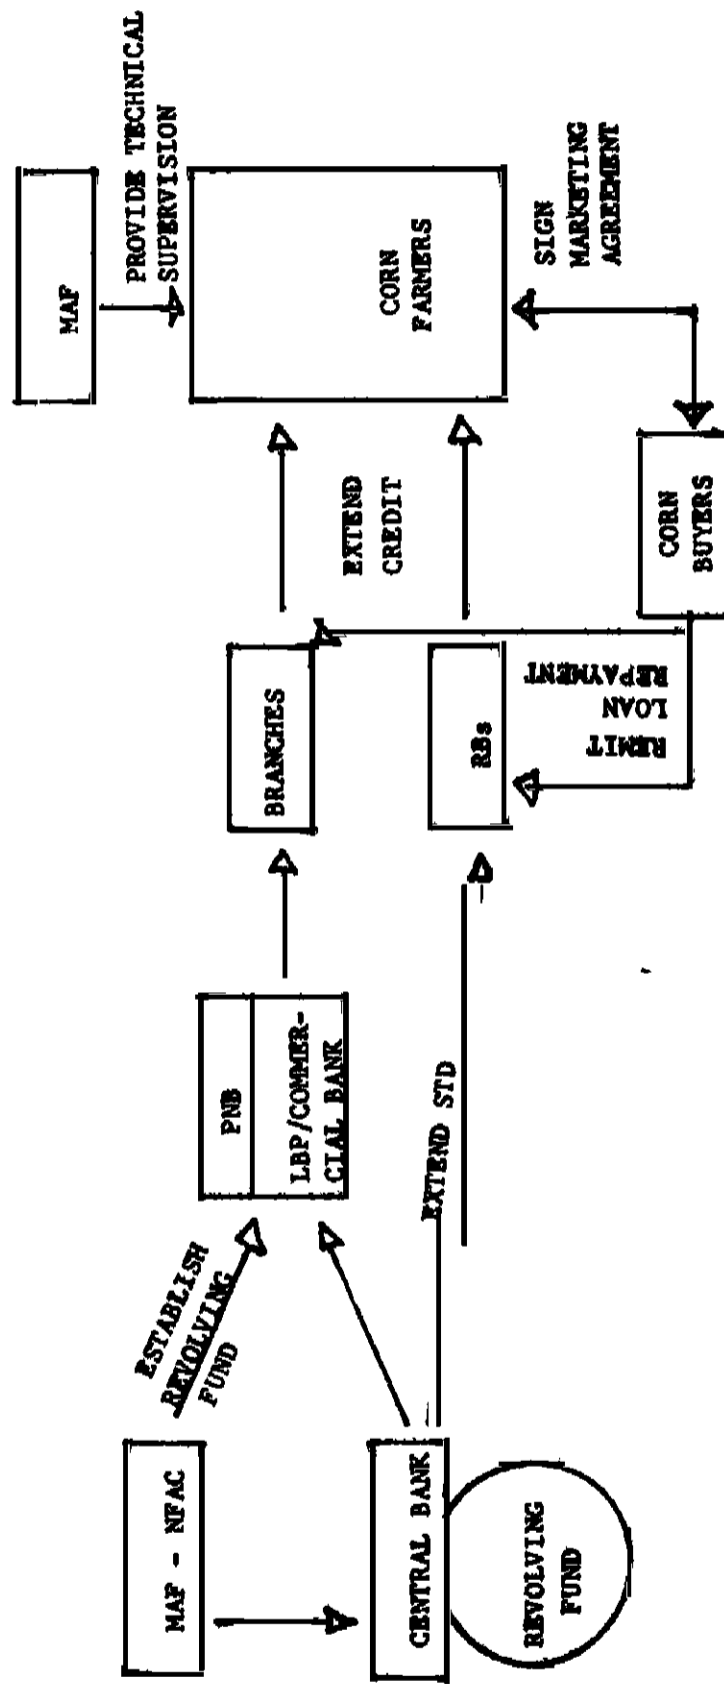 MAF - NFAC
ESTABLISH
REVOLVING
FUND
CENTRAL BANK
REVOLVING
FUND
PNB
LBP/COMMER-
CIAL BANK
EXTEND STD
BRANCHES
RBs
EXTEND
CREDIT
REMIT
LOAN
REPAYMENT
MAF
PROVIDE TECHNICAL
SUPERVISION
CORN
FARMERS
SIGN
MARKETING
AGREEMENT
CORN
BUYERS